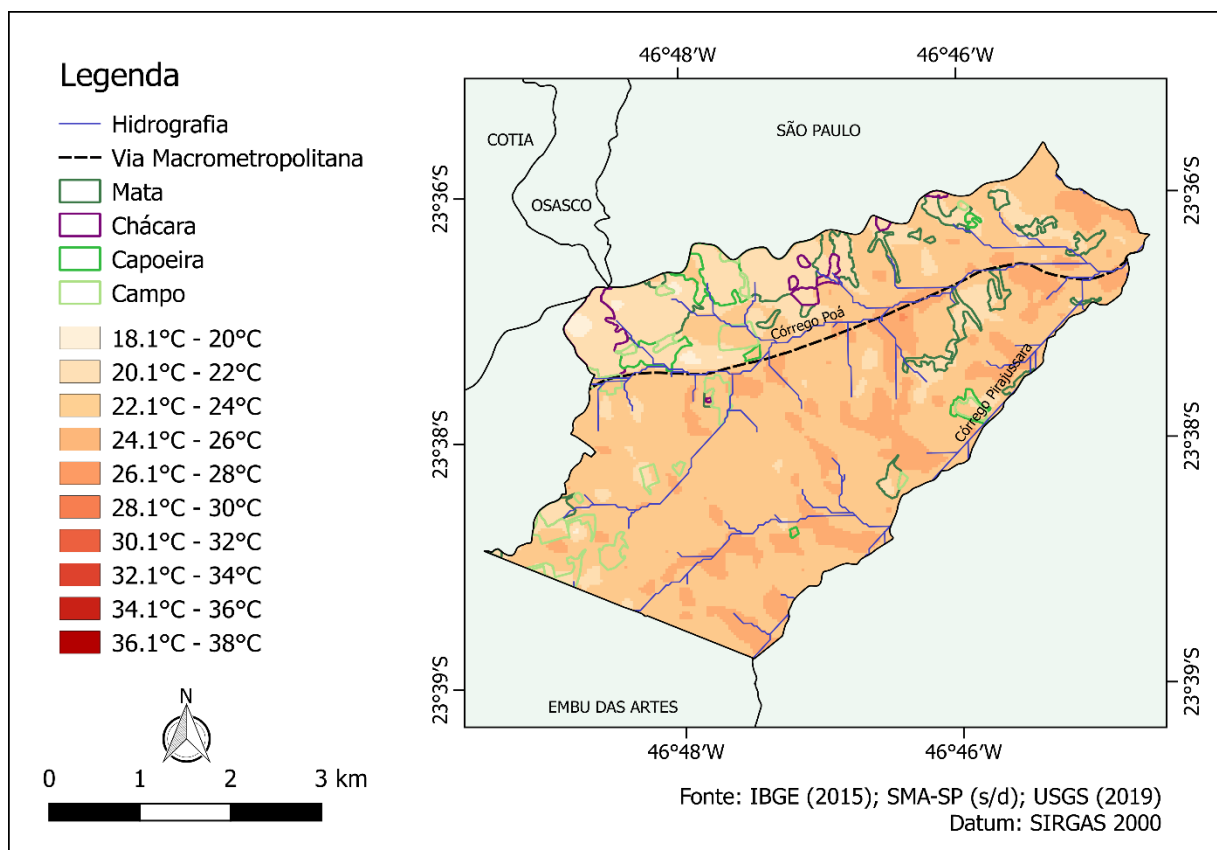 Legenda
Hidrografia
Via Macrometropolitana
Mata
Chácara
Capoeira
Campo
18.1°C - 20°C
20.1°C - 22°C
22.1°C - 24°C
24.1°C - 26°C
26.1°C - 28°C
28.1°C - 30°C
30.1°C - 32°C
32.1°C - 34°C
34.1°C - 36°C
36.1°C - 38°C
N
0 1 2 3 km
46°48'W 46°46'W
COTIA
SÃO PAULO
OSASCO
23°36'S 23°36'S
Córrego Poá
Córrego Pirajussara
23°38'S 23°38'S
23°39'S 23°39'S
EMBU DAS ARTES
46°48'W 46°46'W
Fonte: IBGE (2015); SMA-SP (s/d); USGS (2019)
Datum: SIRGAS 2000